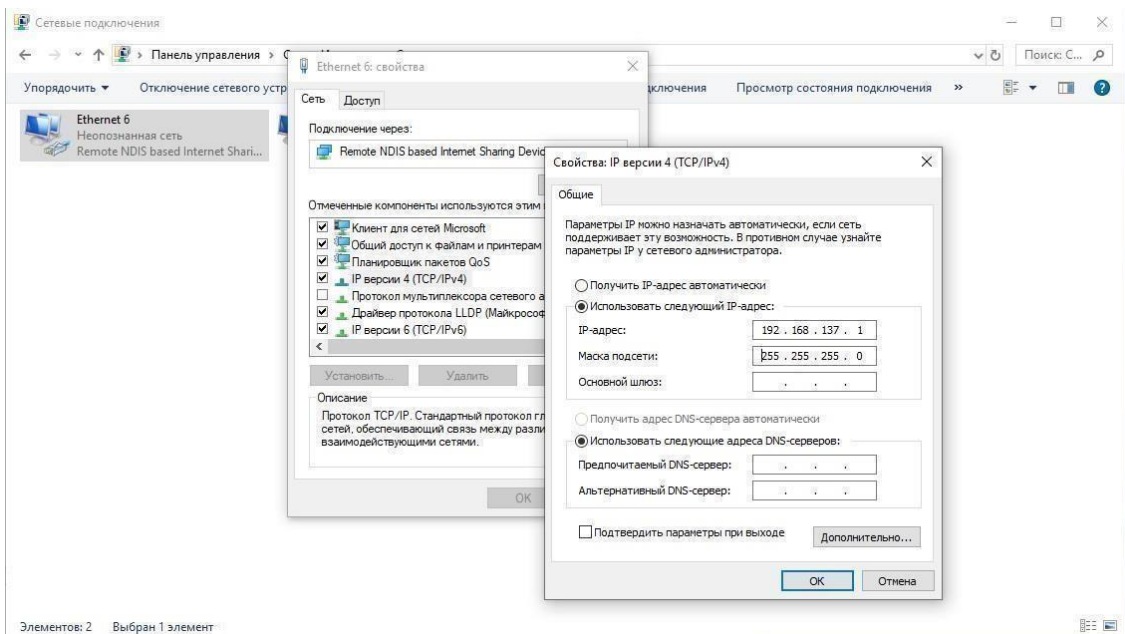 Сетевые подключения
Панель управления
Поиск: С...
Упорядочить
Отключение сетевого устр
дключения
Просмотр состояния подключения
»
Ethernet 6
Неопознанная сеть
Remote NDIS based Internet Shari...
Ethernet 6: свойства
Сеть
Доступ
Подключение через:
Remote NDIS based Internet Sharing Devic
Отмеченные компоненты используются этим
Клиент для сетей Microsoft
Общий доступ к файлам и принтерам
Планировщик пакетов QoS
IP версии 4 (TCP/IPv4)
Протокол мультиплексора сетевого а
Драйвер протокола LLDP (Майкрософ
IP версии 6 (TCP/IPv6)
Установить...
Удалить
Описание
Протокол TCP/IP. Стандартный протокол гл
сетей, обеспечивающий связь между разли
взаимодействующими сетями.
OK
Свойства: IP версии 4 (TCP/IPv4)
Общие
Параметры IP можно назначать автоматически, если сеть
поддерживает эту возможность. В противном случае узнайте
параметры IP у сетевого администратора.
Получить IP-адрес автоматически
Использовать следующий IP-адрес:
IP-адрес: 192 . 168 . 137 . 1
Маска подсети: 255 . 255 . 255 . 0
Основной шлюз: . . .
Получить адрес DNS-сервера автоматически
Использовать следующие адреса DNS-серверов:
Предпочитаемый DNS-сервер: . . .
Альтернативный DNS-сервер: . . .
Подтвердить параметры при выходе
Дополнительно...
OK
Отмена
Элементов: 2 Выбран 1 элемент